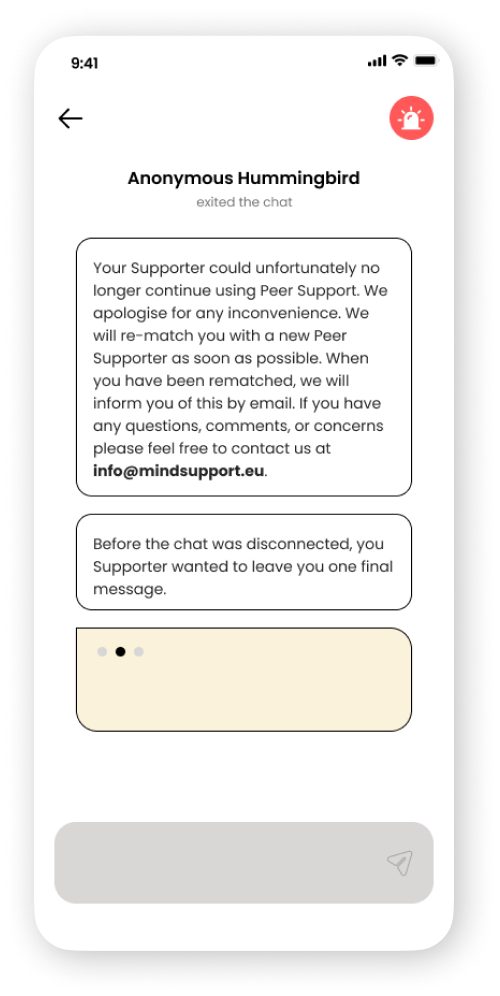 9:41
Anonymous Hummingbird
exited the chat
Your Supporter could unfortunately no
longer continue using Peer Support. We
apologise for any inconvenience. We
will re-match you with a new Peer
Supporter as soon as possible. When
you have been rematched, we will
inform you of this by email. If you have
any questions, comments, or concerns
please feel free to contact us at
info@mindsupport.eu.
Before the chat was disconnected, you
Supporter wanted to leave you one final
message.